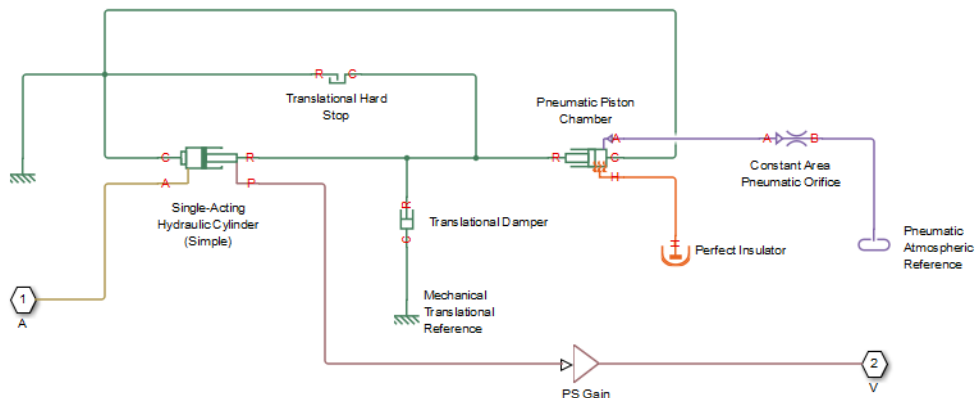 R C
Translational Hard
Stop
Pneumatic Piston
Chamber
A
A B
Constant Area
Pneumatic Orifice
C R
R C
A P
H
Single-Acting
Hydraulic Cylinder
(Simple)
R
Translational Damper
C
H
Perfect Insulator
Pneumatic
Atmospheric
Reference
Mechanical
Translational
Reference
1
A
2
V
PS Gain